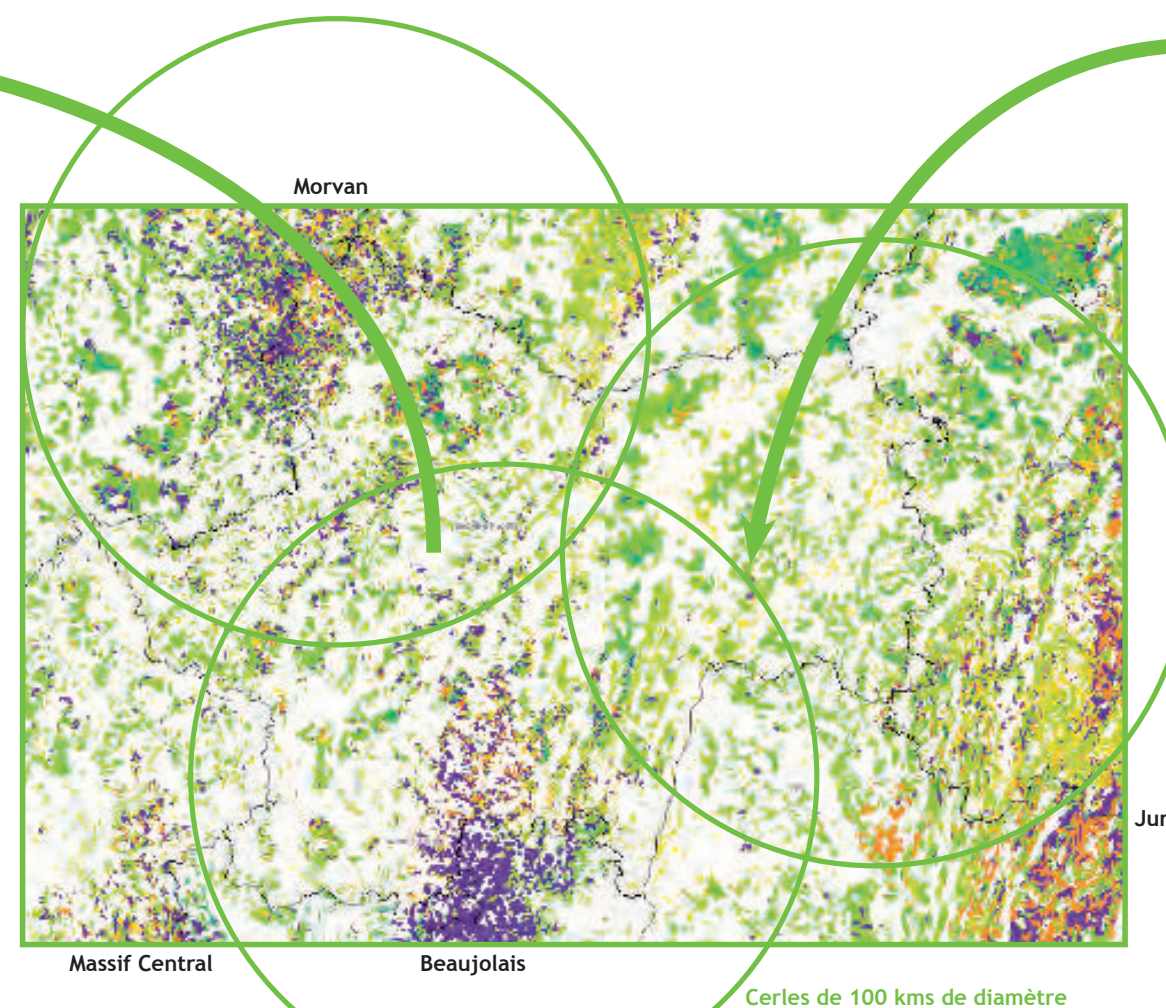 Morvan
Jur
Massif Central
Beaujolais
Cerles de 100 kms de diamètre